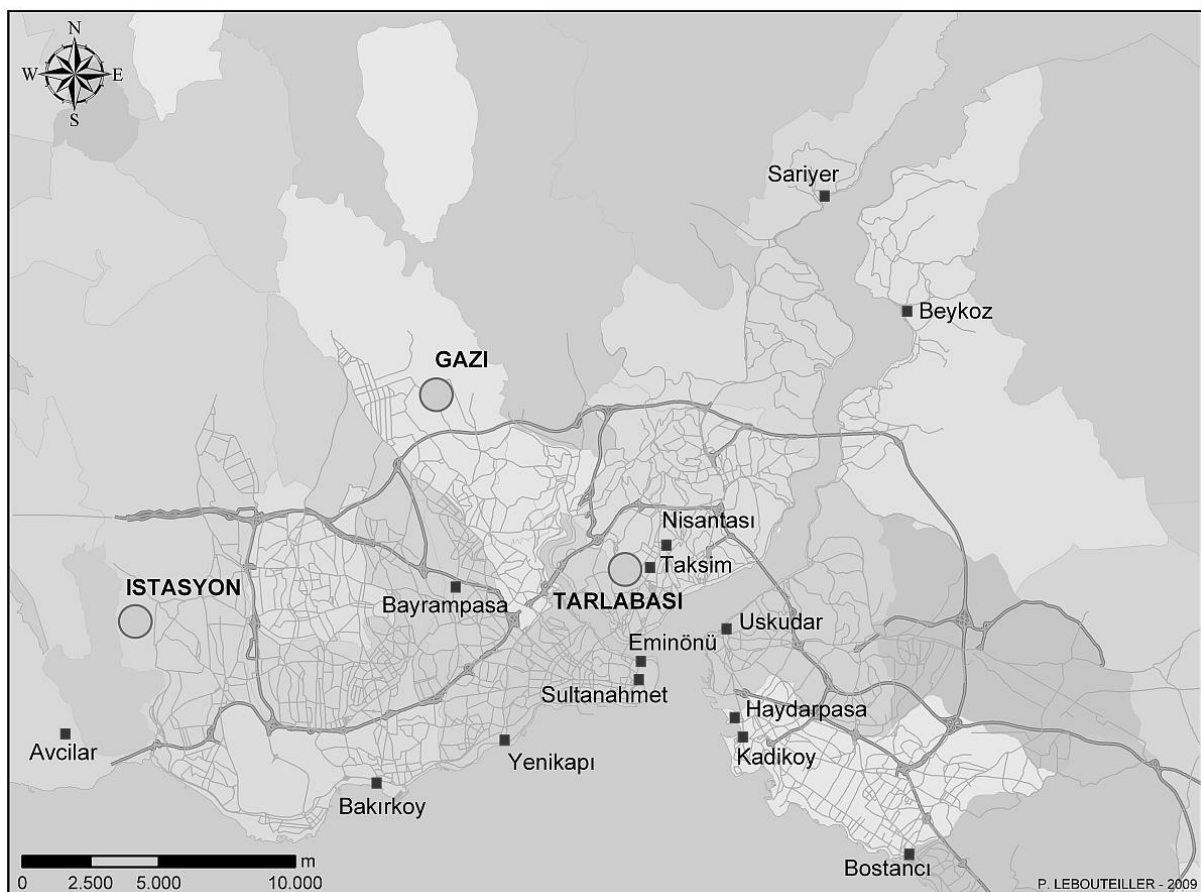 N
W E
S
Sariyer
Beykoz
GAZI
Nisantası
Taksim
ISTASYON
Bayrampasa
TARLABASI
Uskudar
Eminönü
Sultanahmet
Haydarpasa
Avcilar
Yenikapı
Kadikoy
Bakırkoy
Bostancı
m
0 2.500 5.000 10.000
P. LEBOUTEILLER - 2009